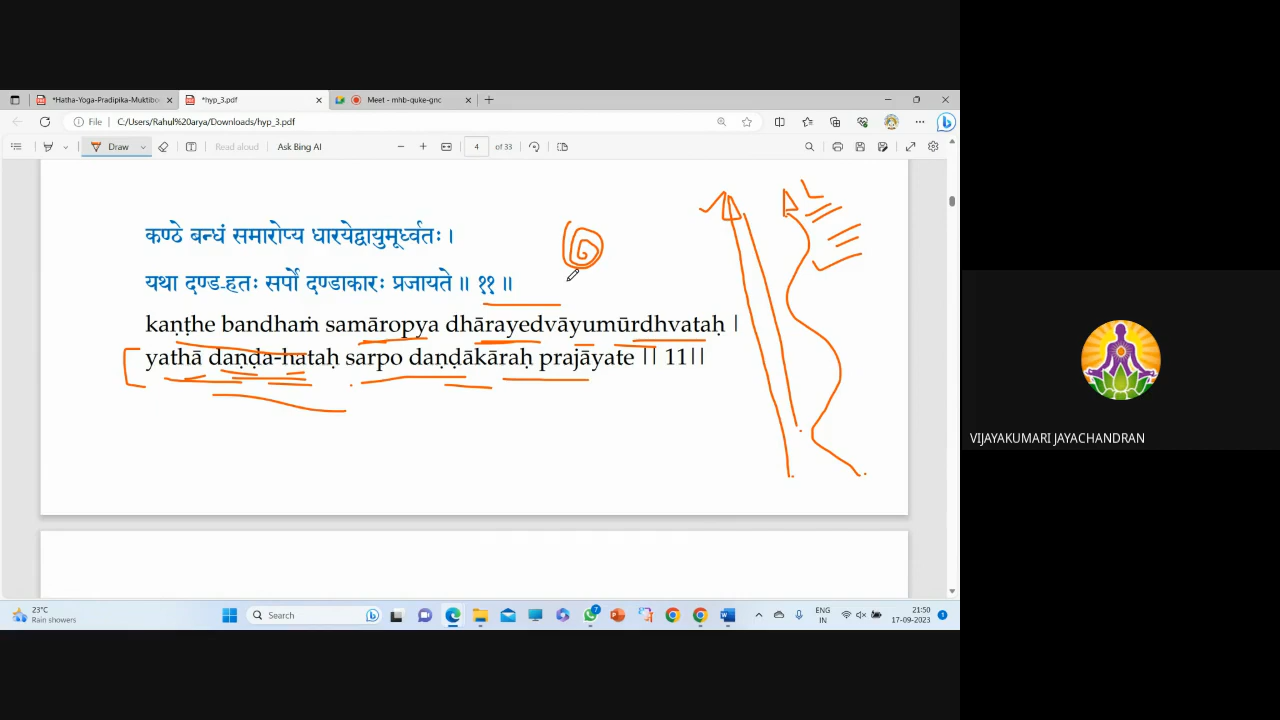 *Hatha-Yoga-Pradipika-Muktibo
*hyp_3.pdf
Meet - mhb-quke-gnc
File
C:/Users/Rahul%20arya/Downloads/hyp_3.pdf
Draw
Read aloud
Ask Bing AI
4
of 33
कण्ठे बन्धं समारोप्य धारयेद्वायुमूर्ध्वतः।
यथा दण्ड-हतः सर्पो दण्डाकारः प्रजायते॥ ११॥
kaṇṭhe bandhaṁ samāropya dhārayedvāyumūrdhvataḥ |
yathā daṇḍa-hataḥ sarpo daṇḍākāraḥ prajāyate || 11||
VIJAYAKUMARI JAYACHANDRAN
23°C
Rain showers
Search
7
ENG
IN
21:50
17-09-2023
1